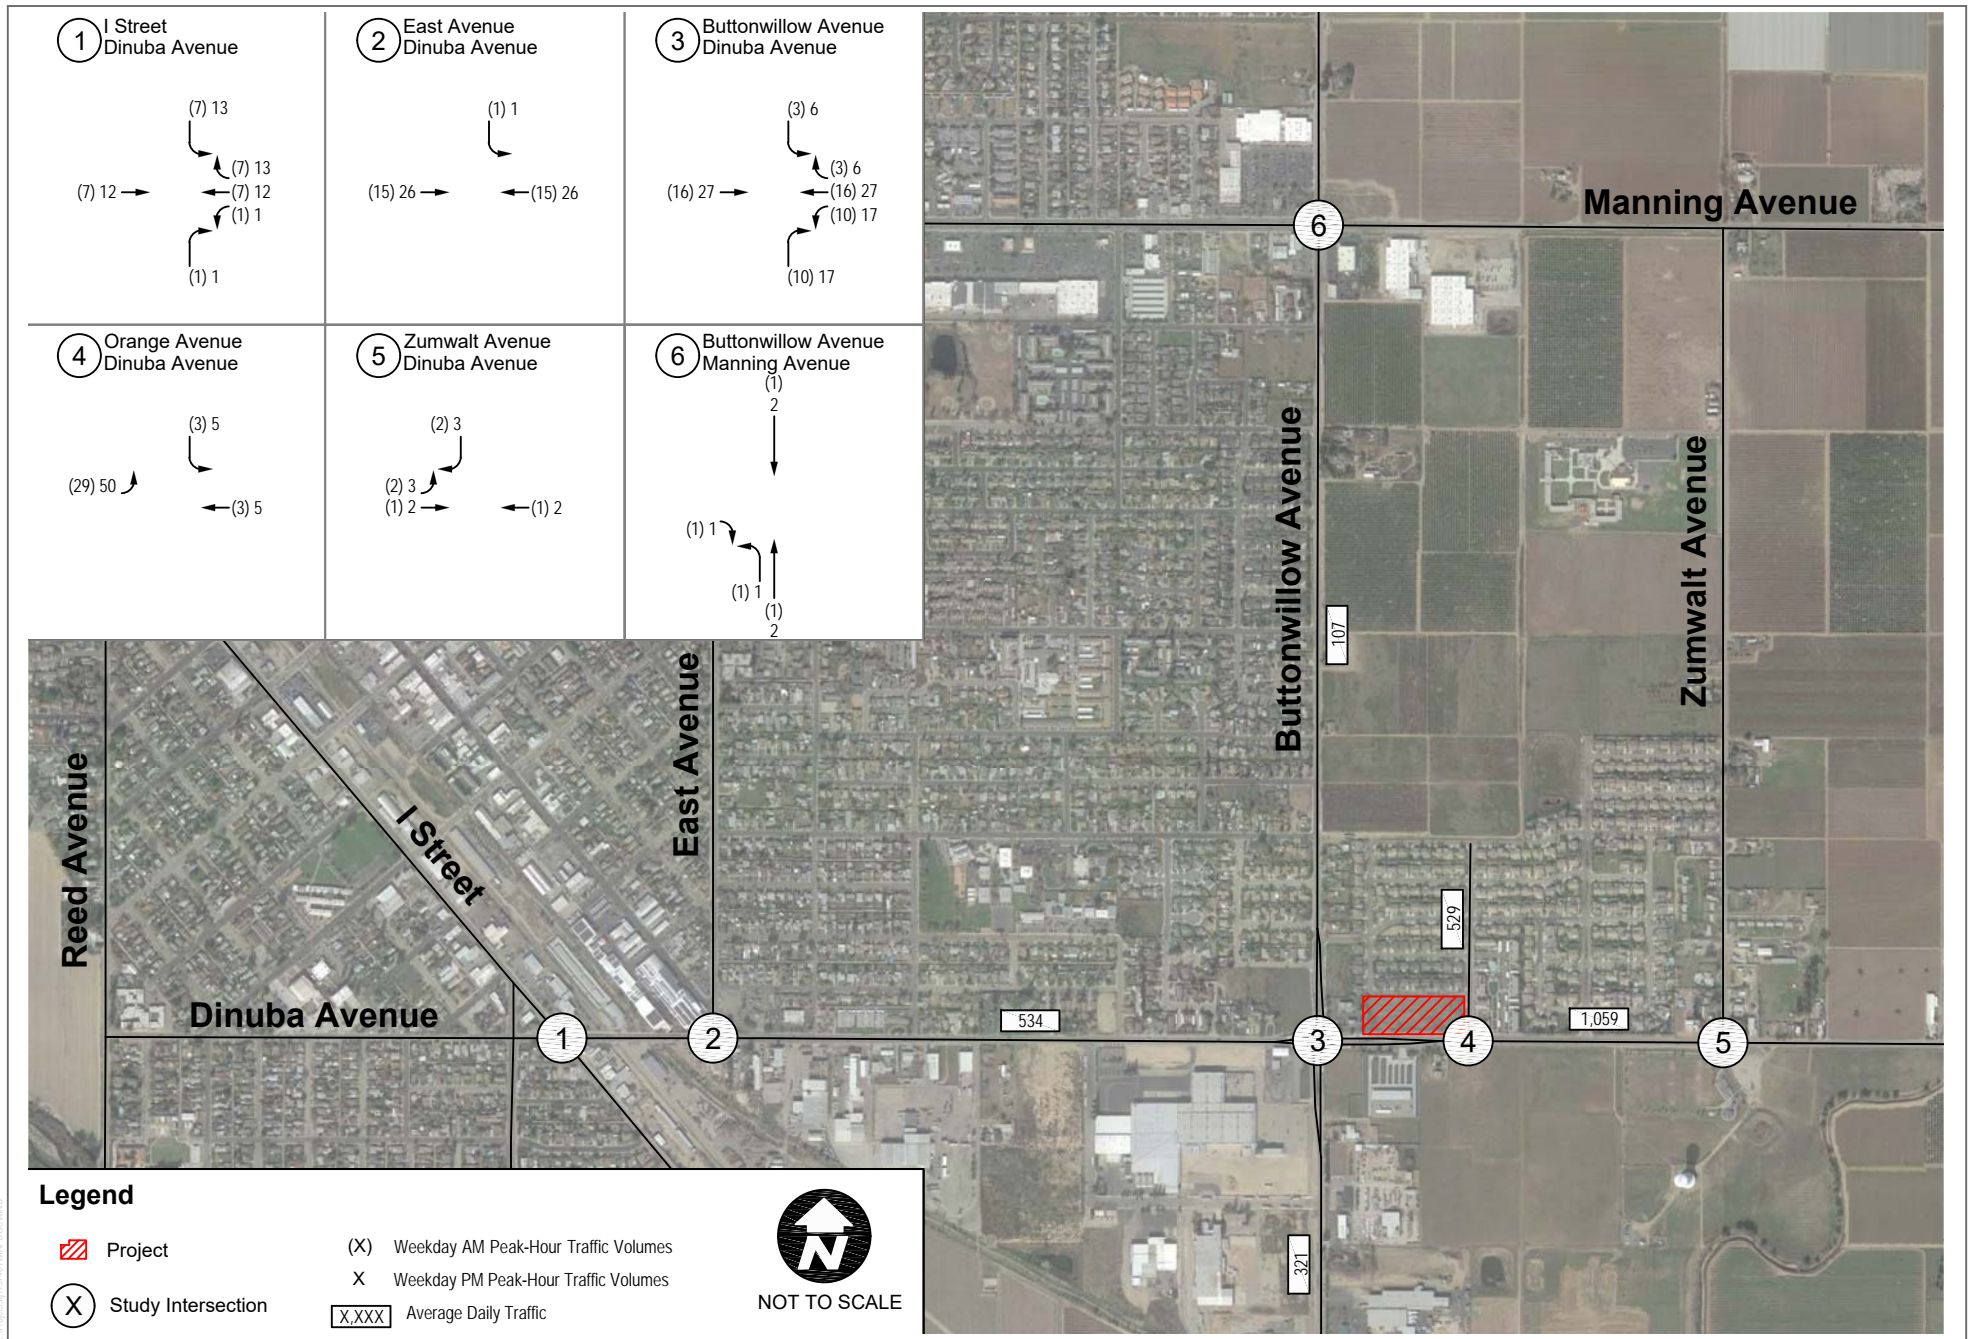 1 I Street
Dinuba Avenue
(7) 13
(7) 13
(7) 12
(7) 12
(1) 1
(1) 1
2 East Avenue
Dinuba Avenue
(1) 1
(15) 26
(15) 26
3 Buttonwillow Avenue
Dinuba Avenue
(3) 6
(3) 6
(16) 27
(16) 27
(10) 17
(10) 17
4 Orange Avenue
Dinuba Avenue
(3) 5
(29) 50
(3) 5
5 Zumwalt Avenue
Dinuba Avenue
(2) 3
(2) 3
(1) 2
(1) 2
6 Buttonwillow Avenue
Manning Avenue
(1)
2
(1) 1
(1) 1
(1)
2
Manning Avenue
6
Buttonwillow Avenue
Zumwalt Avenue
107
East Avenue
Reed Avenue
I Street
529
Dinuba Avenue
534
1,059
1
2
3
4
5
321
Legend
Project
X Study Intersection
(X) Weekday AM Peak-Hour Traffic Volumes
X Weekday PM Peak-Hour Traffic Volumes
X,XXX Average Daily Traffic
N
NOT TO SCALE